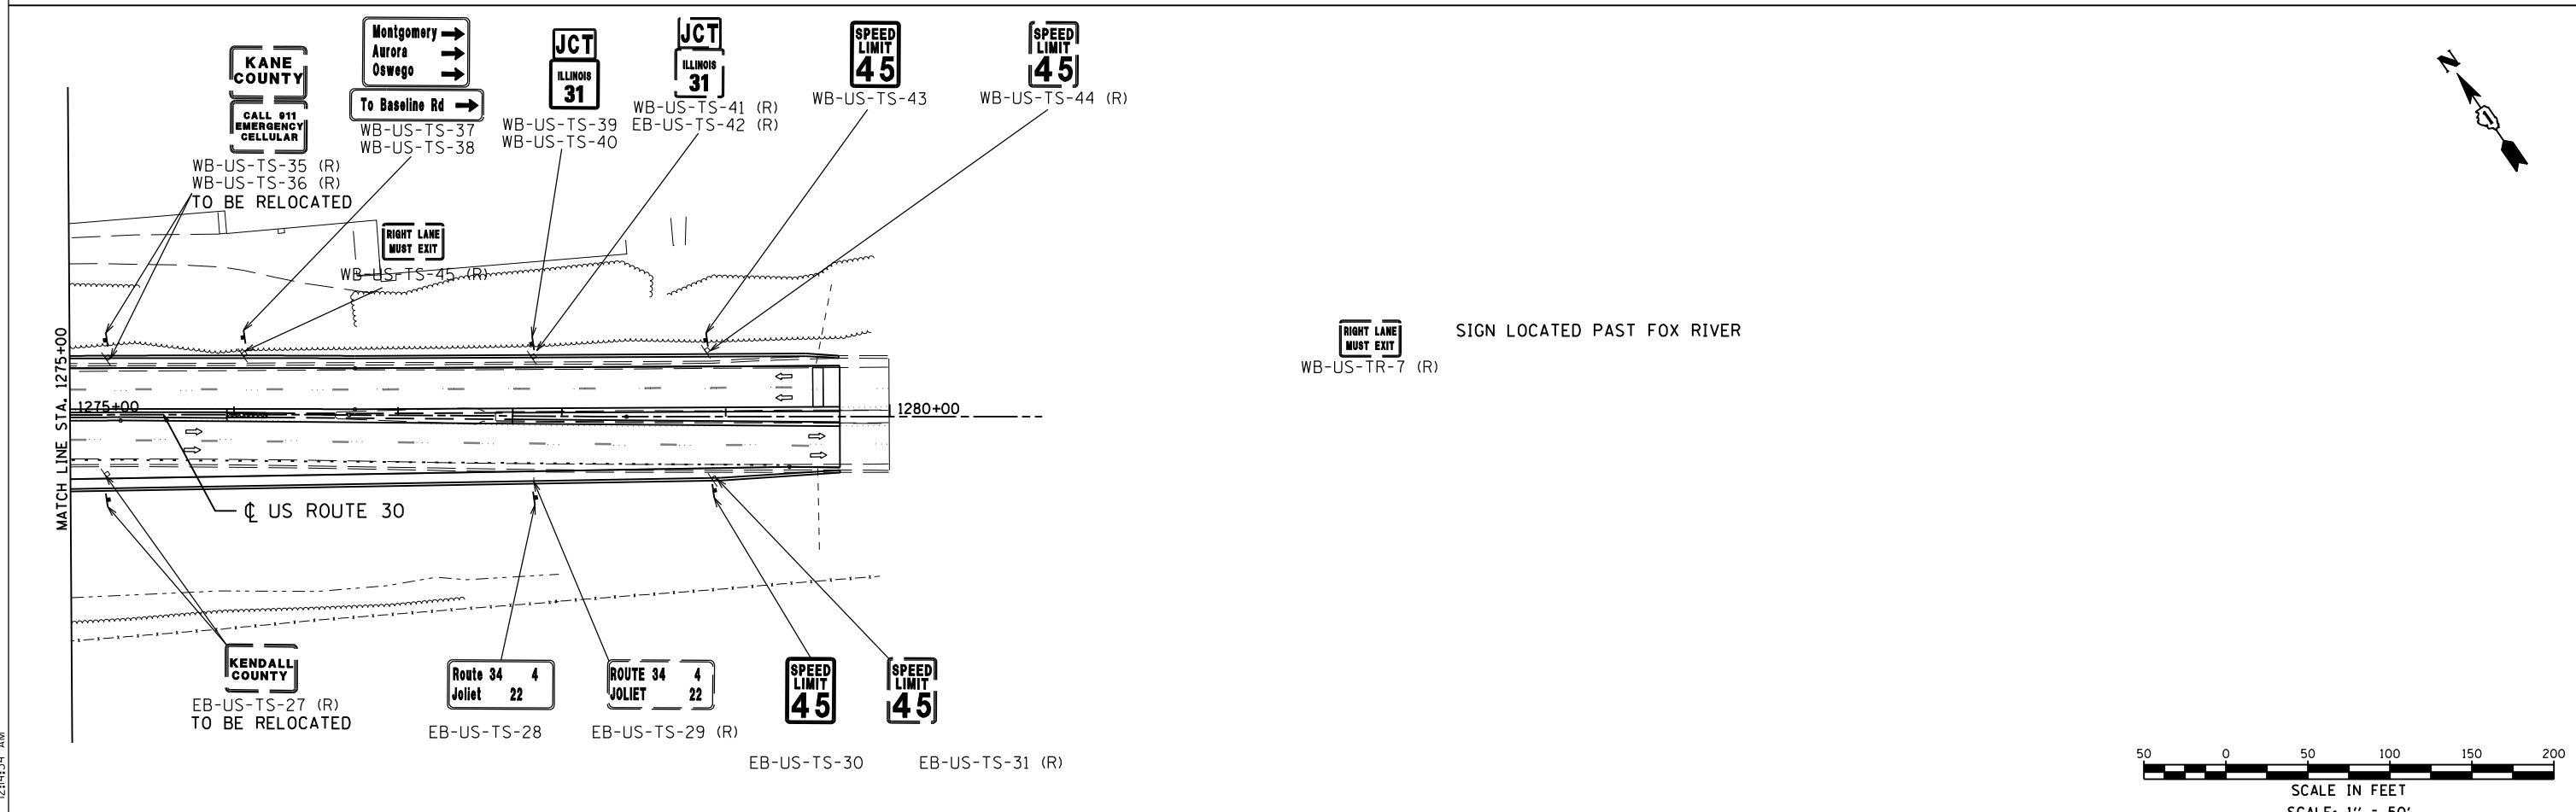 KANE
COUNTY
CALL 911
EMERGENCY
CELLULAR
WB-US-TS-35 (R)
WB-US-TS-36 (R)
TO BE RELOCATED
Montgomery
Aurora
Oswego
To Baseline Rd
WB-US-TS-37
WB-US-TS-38
JCT
ILLINOIS
31
WB-US-TS-39
WB-US-TS-40
JCT
ILLINOIS
31
WB-US-TS-41 (R)
EB-US-TS-42 (R)
SPEED
LIMIT
45
WB-US-TS-43
SPEED
LIMIT
45
WB-US-TS-44 (R)
N
RIGHT LANE
MUST EXIT
WB-US-TS-45 (R)
RIGHT LANE
MUST EXIT
WB-US-TR-7 (R)
SIGN LOCATED PAST FOX RIVER
MATCH LINE STA. 1275+00
1275+00
1280+00
℄ US ROUTE 30
KENDALL
COUNTY
EB-US-TS-27 (R)
TO BE RELOCATED
Route 34 4
Joliet 22
EB-US-TS-28
ROUTE 34 4
JOLIET 22
EB-US-TS-29 (R)
SPEED
LIMIT
45
EB-US-TS-30
SPEED
LIMIT
45
EB-US-TS-31 (R)
50 0 50 100 150 200
SCALE IN FEET
SCALE: 1" = 50'